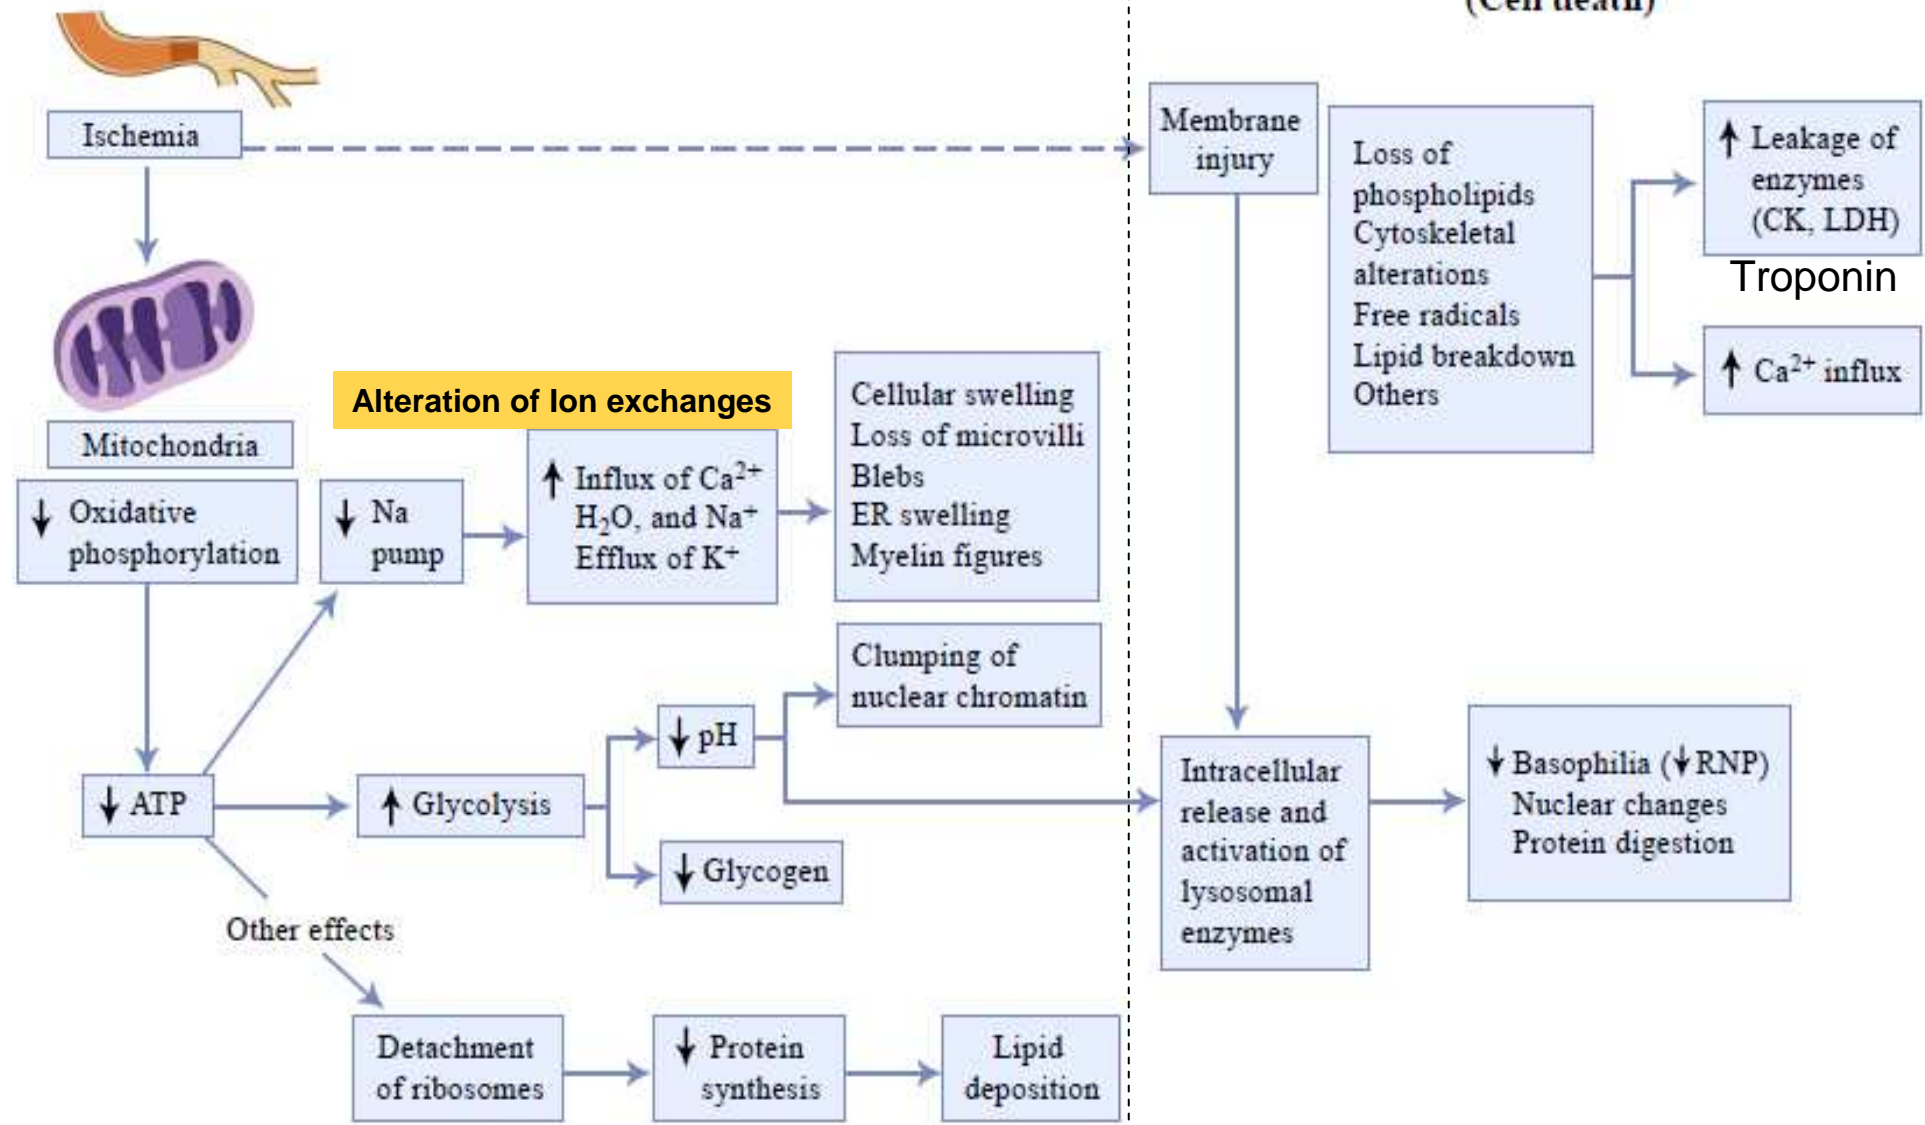 (Cell death)
Ischemia
Membrane
injury
Loss of
phospholipids
Cytoskeletal
alterations
Free radicals
Lipid breakdown
Others
↑ Leakage of
enzymes
(CK, LDH)
Troponin
↑ Ca²⁺ influx
Mitochondria
↓ Oxidative
phosphorylation
↓ Na
pump
Alteration of Ion exchanges
↑ Influx of Ca²⁺
H₂O, and Na⁺
Efflux of K⁺
Cellular swelling
Loss of microvilli
Blebs
ER swelling
Myelin figures
Clumping of
nuclear chromatin
↓ pH
↓ ATP
↑ Glycolysis
↓ Glycogen
Intracellular
release and
activation of
lysosomal
enzymes
↓ Basophilia (↓RNP)
Nuclear changes
Protein digestion
Other effects
Detachment
of ribosomes
↓ Protein
synthesis
Lipid
deposition